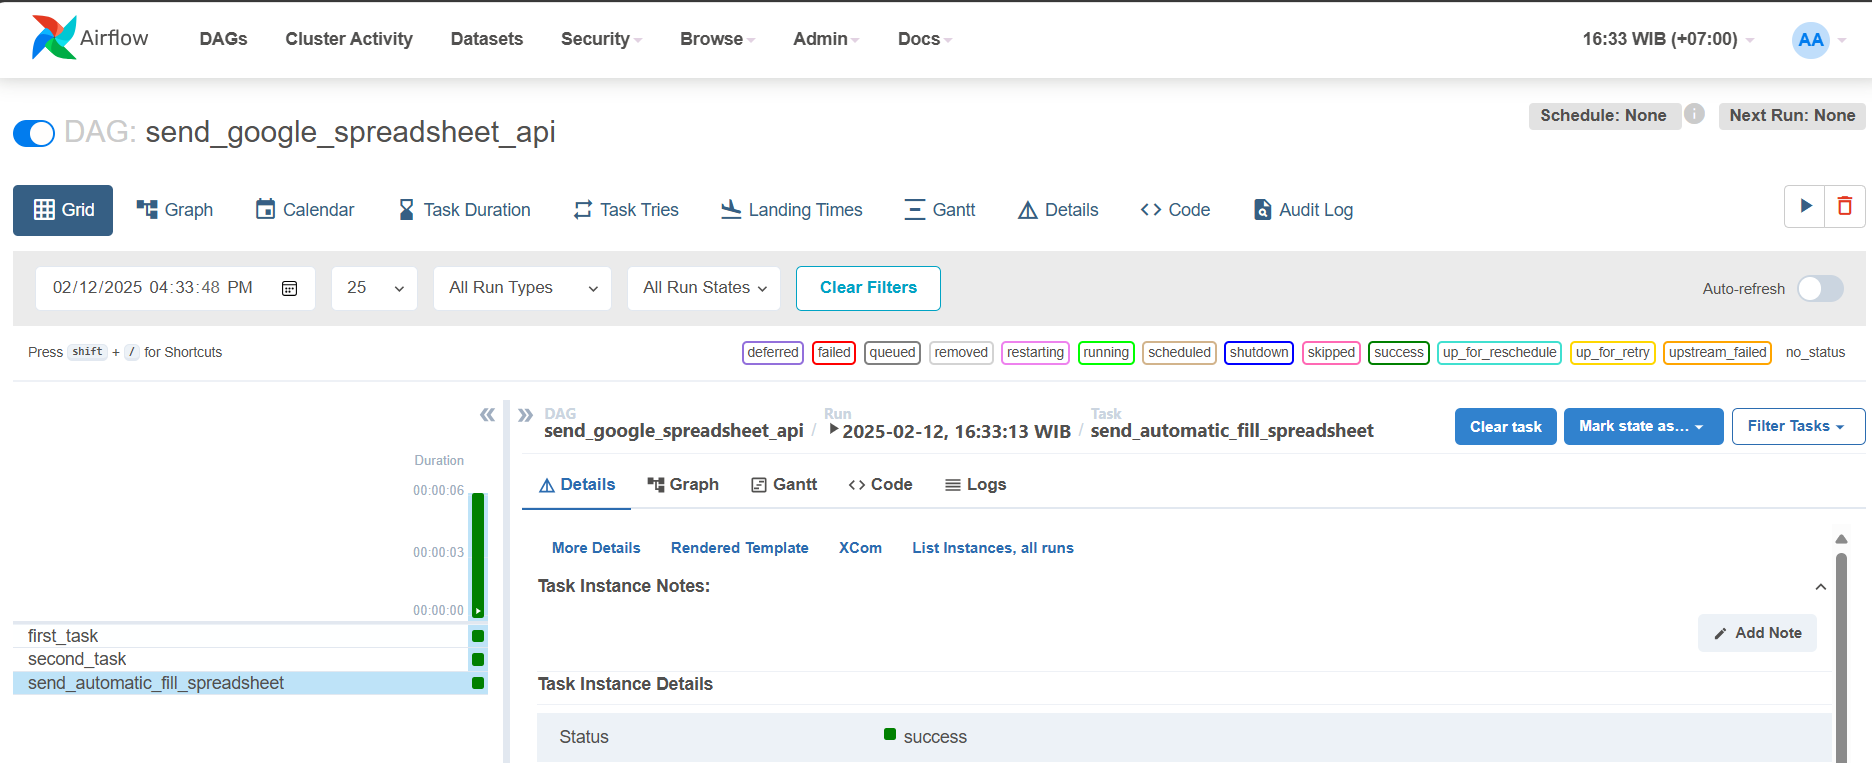 Airflow DAGs Cluster Activity Datasets Security Browse Admin Docs 16:33 WIB (+07:00) AA
DAG: send_google_spreadsheet_api
Schedule: None i Next Run: None
Grid Graph Calendar Task Duration Task Tries Landing Times Gantt Details Code Audit Log
02/12/2025 04:33:48 PM 25 All Run Types All Run States Clear Filters Auto-refresh
Press shift + / for Shortcuts deferred failed queued removed restarting running scheduled shutdown skipped success up_for_reschedule up_for_retry upstream_failed no_status
DAG Run Task
send_google_spreadsheet_api / 2025-02-12, 16:33:13 WIB / send_automatic_fill_spreadsheet Clear task Mark state as... Filter Tasks
Duration
00:00:06
00:00:03
00:00:00
first_task
second_task
send_automatic_fill_spreadsheet
Details Graph Gantt Code Logs
More Details Rendered Template XCom List Instances, all runs
Task Instance Notes:
Add Note
Task Instance Details
Status success